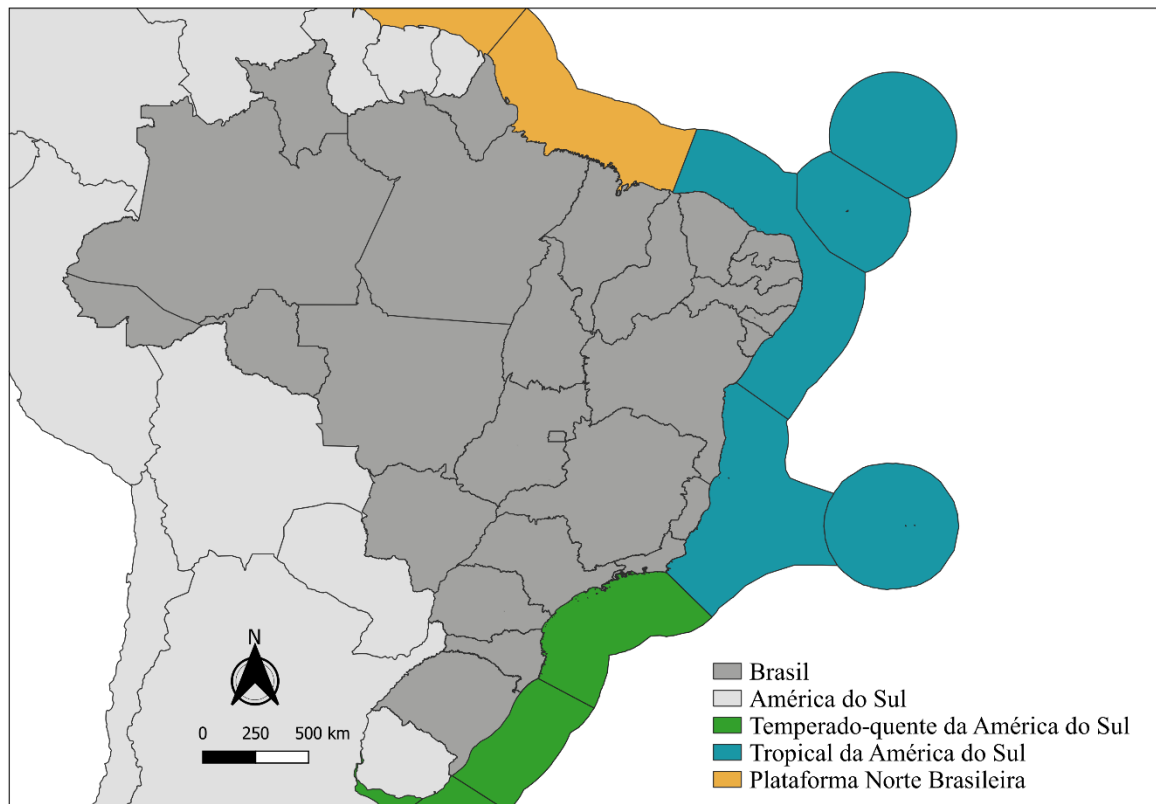 N
0 250 500 km
Brasil
América do Sul
Temperado-quente da América do Sul
Tropical da América do Sul
Plataforma Norte Brasileira